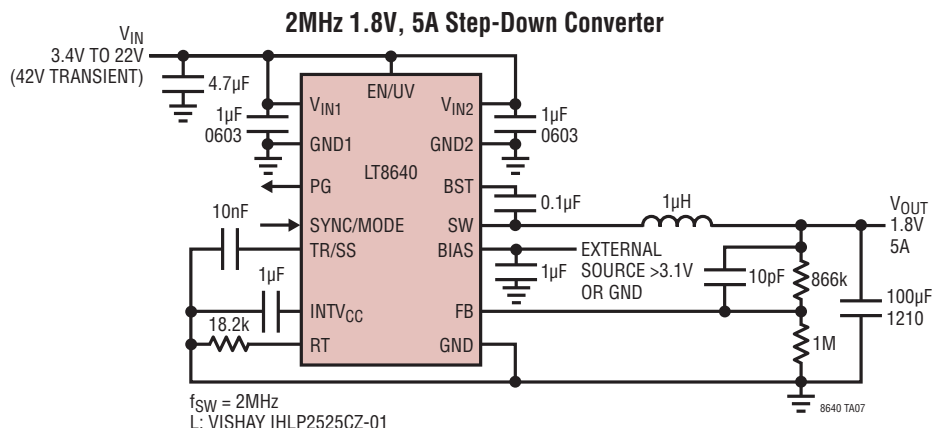 2MHz 1.8V, 5A Step-Down Converter
VIN
3.4V TO 22V
(42V TRANSIENT)
4.7µF
EN/UV
VIN1
VIN2
1µF
0603
1µF
0603
GND1
GND2
LT8640
PG
BST
0.1µF
1µH
VOUT
1.8V
5A
10nF
SYNC/MODE
SW
TR/SS
BIAS
EXTERNAL
SOURCE >3.1V
OR GND
1µF
1µF
10pF
866k
100µF
1210
INTVCC
FB
18.2k
RT
GND
1M
fSW = 2MHz
L: VISHAY IHLP2525CZ-01
8640 TA07